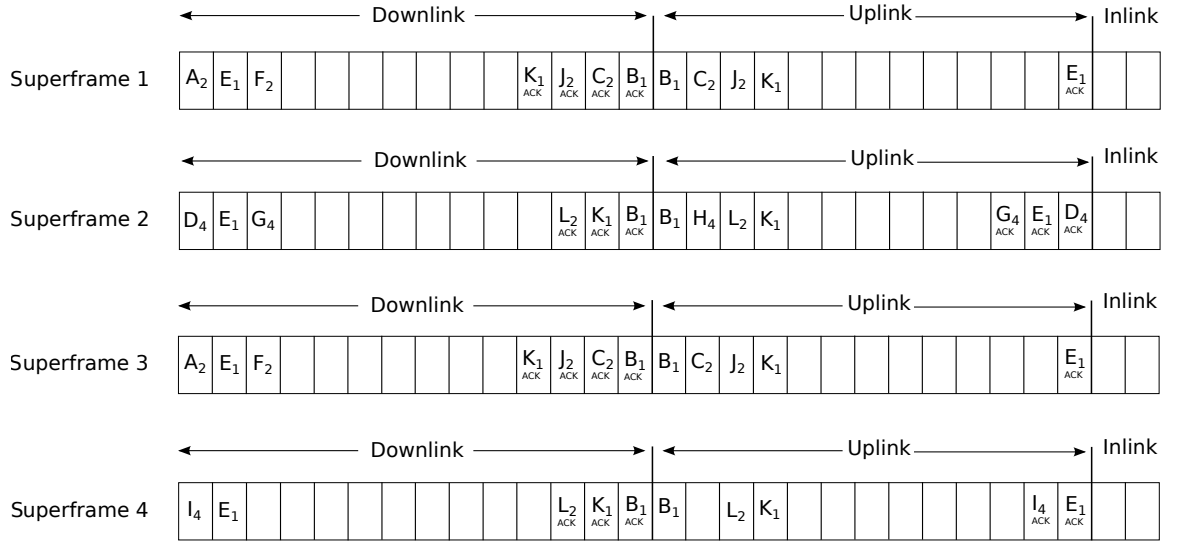 Downlink Uplink Inlink
Superframe 1 A2 E1 F2 K1 ACK J2 ACK C2 ACK B1 ACK B1 C2 J2 K1 E1 ACK
Downlink Uplink Inlink
Superframe 2 D4 E1 G4 L2 ACK K1 ACK B1 ACK B1 H4 L2 K1 G4 ACK E1 ACK D4 ACK
Downlink Uplink Inlink
Superframe 3 A2 E1 F2 K1 ACK J2 ACK C2 ACK B1 ACK B1 C2 J2 K1 E1 ACK
Downlink Uplink Inlink
Superframe 4 I4 E1 L2 ACK K1 ACK B1 ACK B1 L2 K1 I4 ACK E1 ACK